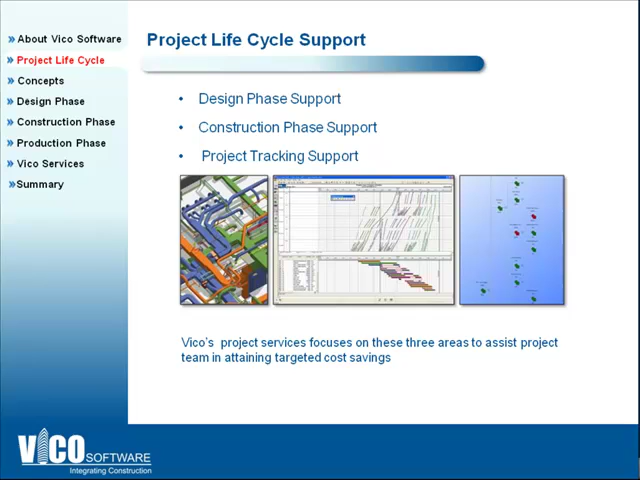 About Vico Software
Project Life Cycle
Concepts
Design Phase
Construction Phase
Production Phase
Vico Services
Summary
Project Life Cycle Support
• Design Phase Support
• Construction Phase Support
• Project Tracking Support
Vico's project services focuses on these three areas to assist project
team in attaining targeted cost savings
VICO SOFTWARE
Integrating Construction